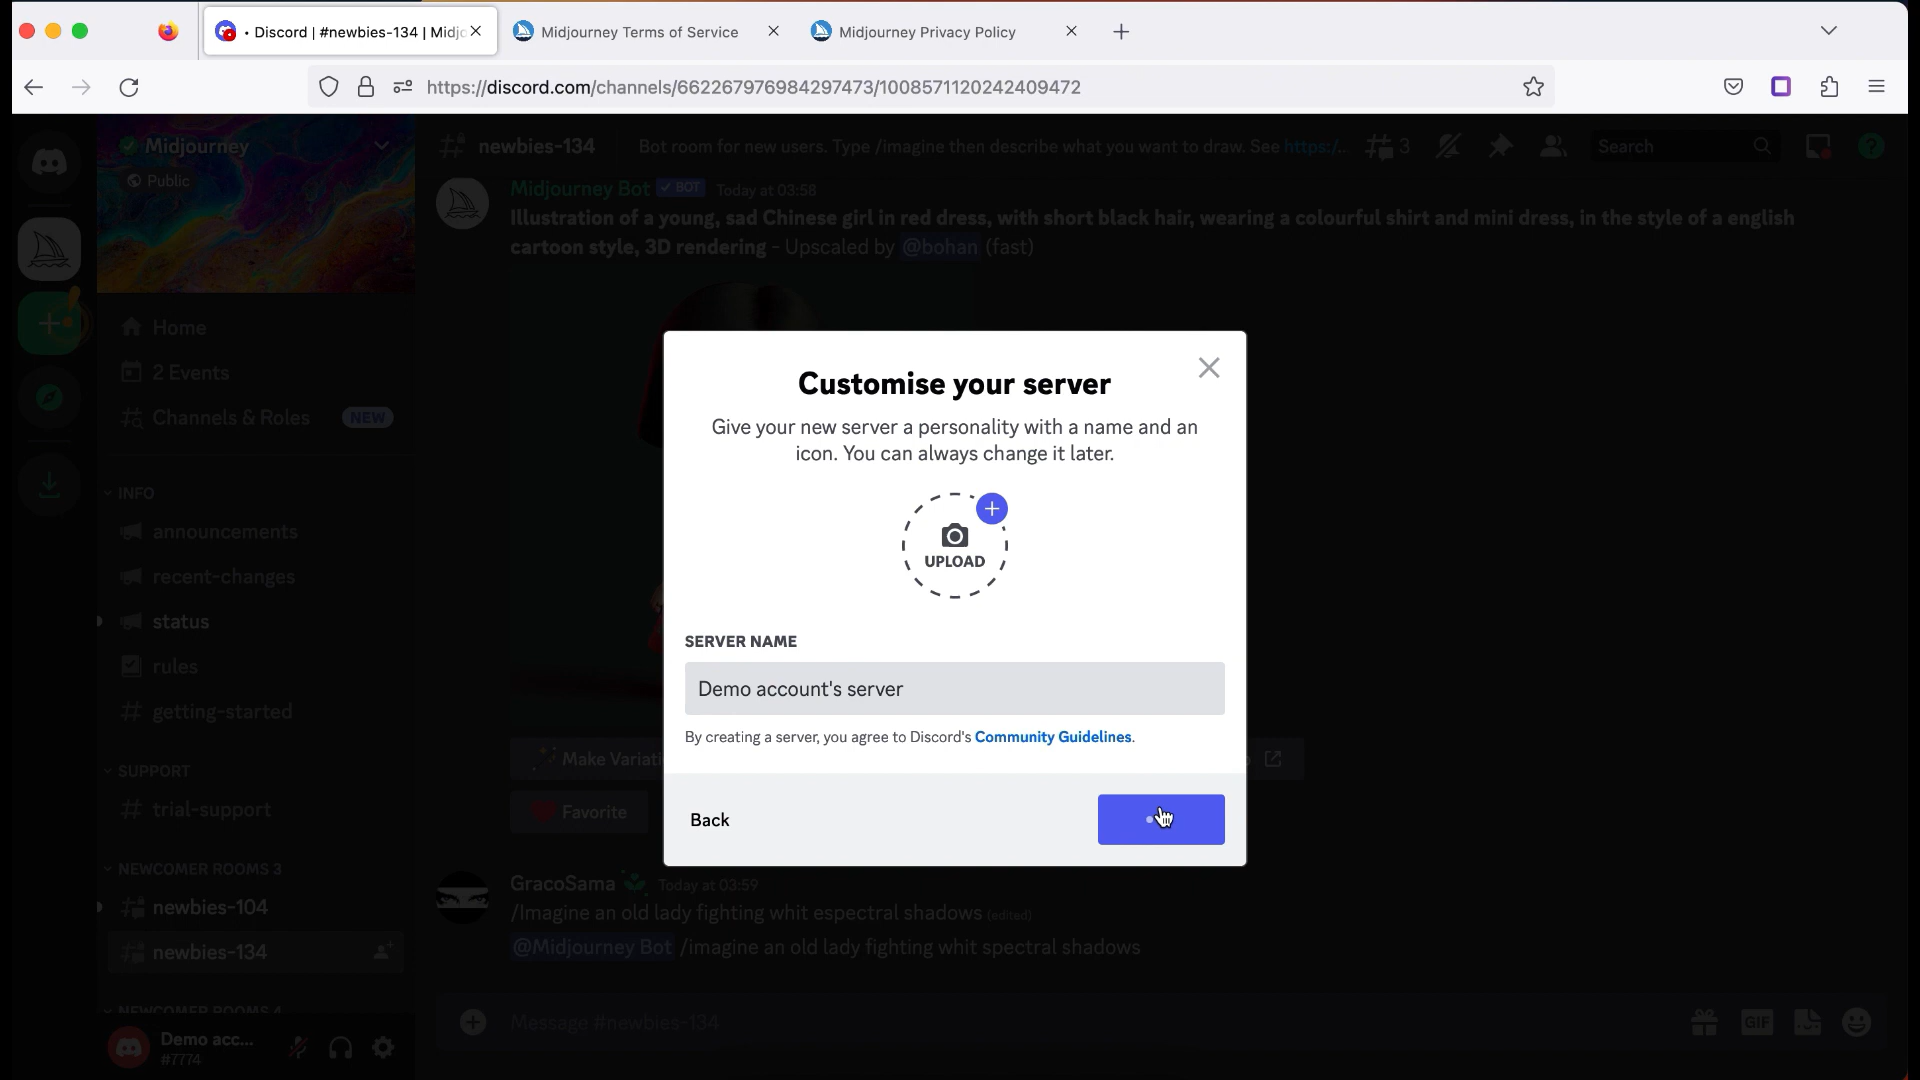 • Discord | #newbies-134 | Midjo
Midjourney Terms of Service
Midjourney Privacy Policy
https://discord.com/channels/662267976984297473/1008571120242409472
Midjourney
Public
newbies-134
Bot room for new users. Type /imagine then describe what you want to draw. See https:/...
3
Search
Midjourney Bot ✓ BOT Today at 03:58
Illustration of a young, sad Chinese girl in red dress, with short black hair, wearing a colourful shirt and mini dress, in the style of a english
cartoon style, 3D rendering - Upscaled by @bohan (fast)
Home
2 Events
Channels & Roles NEW
INFO
announcements
recent-changes
status
rules
getting-started
SUPPORT
trial-support
NEWCOMER ROOMS 3
newbies-104
newbies-134
NEWCOMER ROOMS 4
Demo acc...
#7774
Customise your server
Give your new server a personality with a name and an
icon. You can always change it later.
UPLOAD
SERVER NAME
Demo account's server
By creating a server, you agree to Discord's Community Guidelines.
Back
Make Variati
Favorite
GracoSama Today at 03:59
/Imagine an old lady fighting whit espectral shadows (edited)
@Midjourney Bot /imagine an old lady fighting whit spectral shadows
Message #newbies-134
GIF